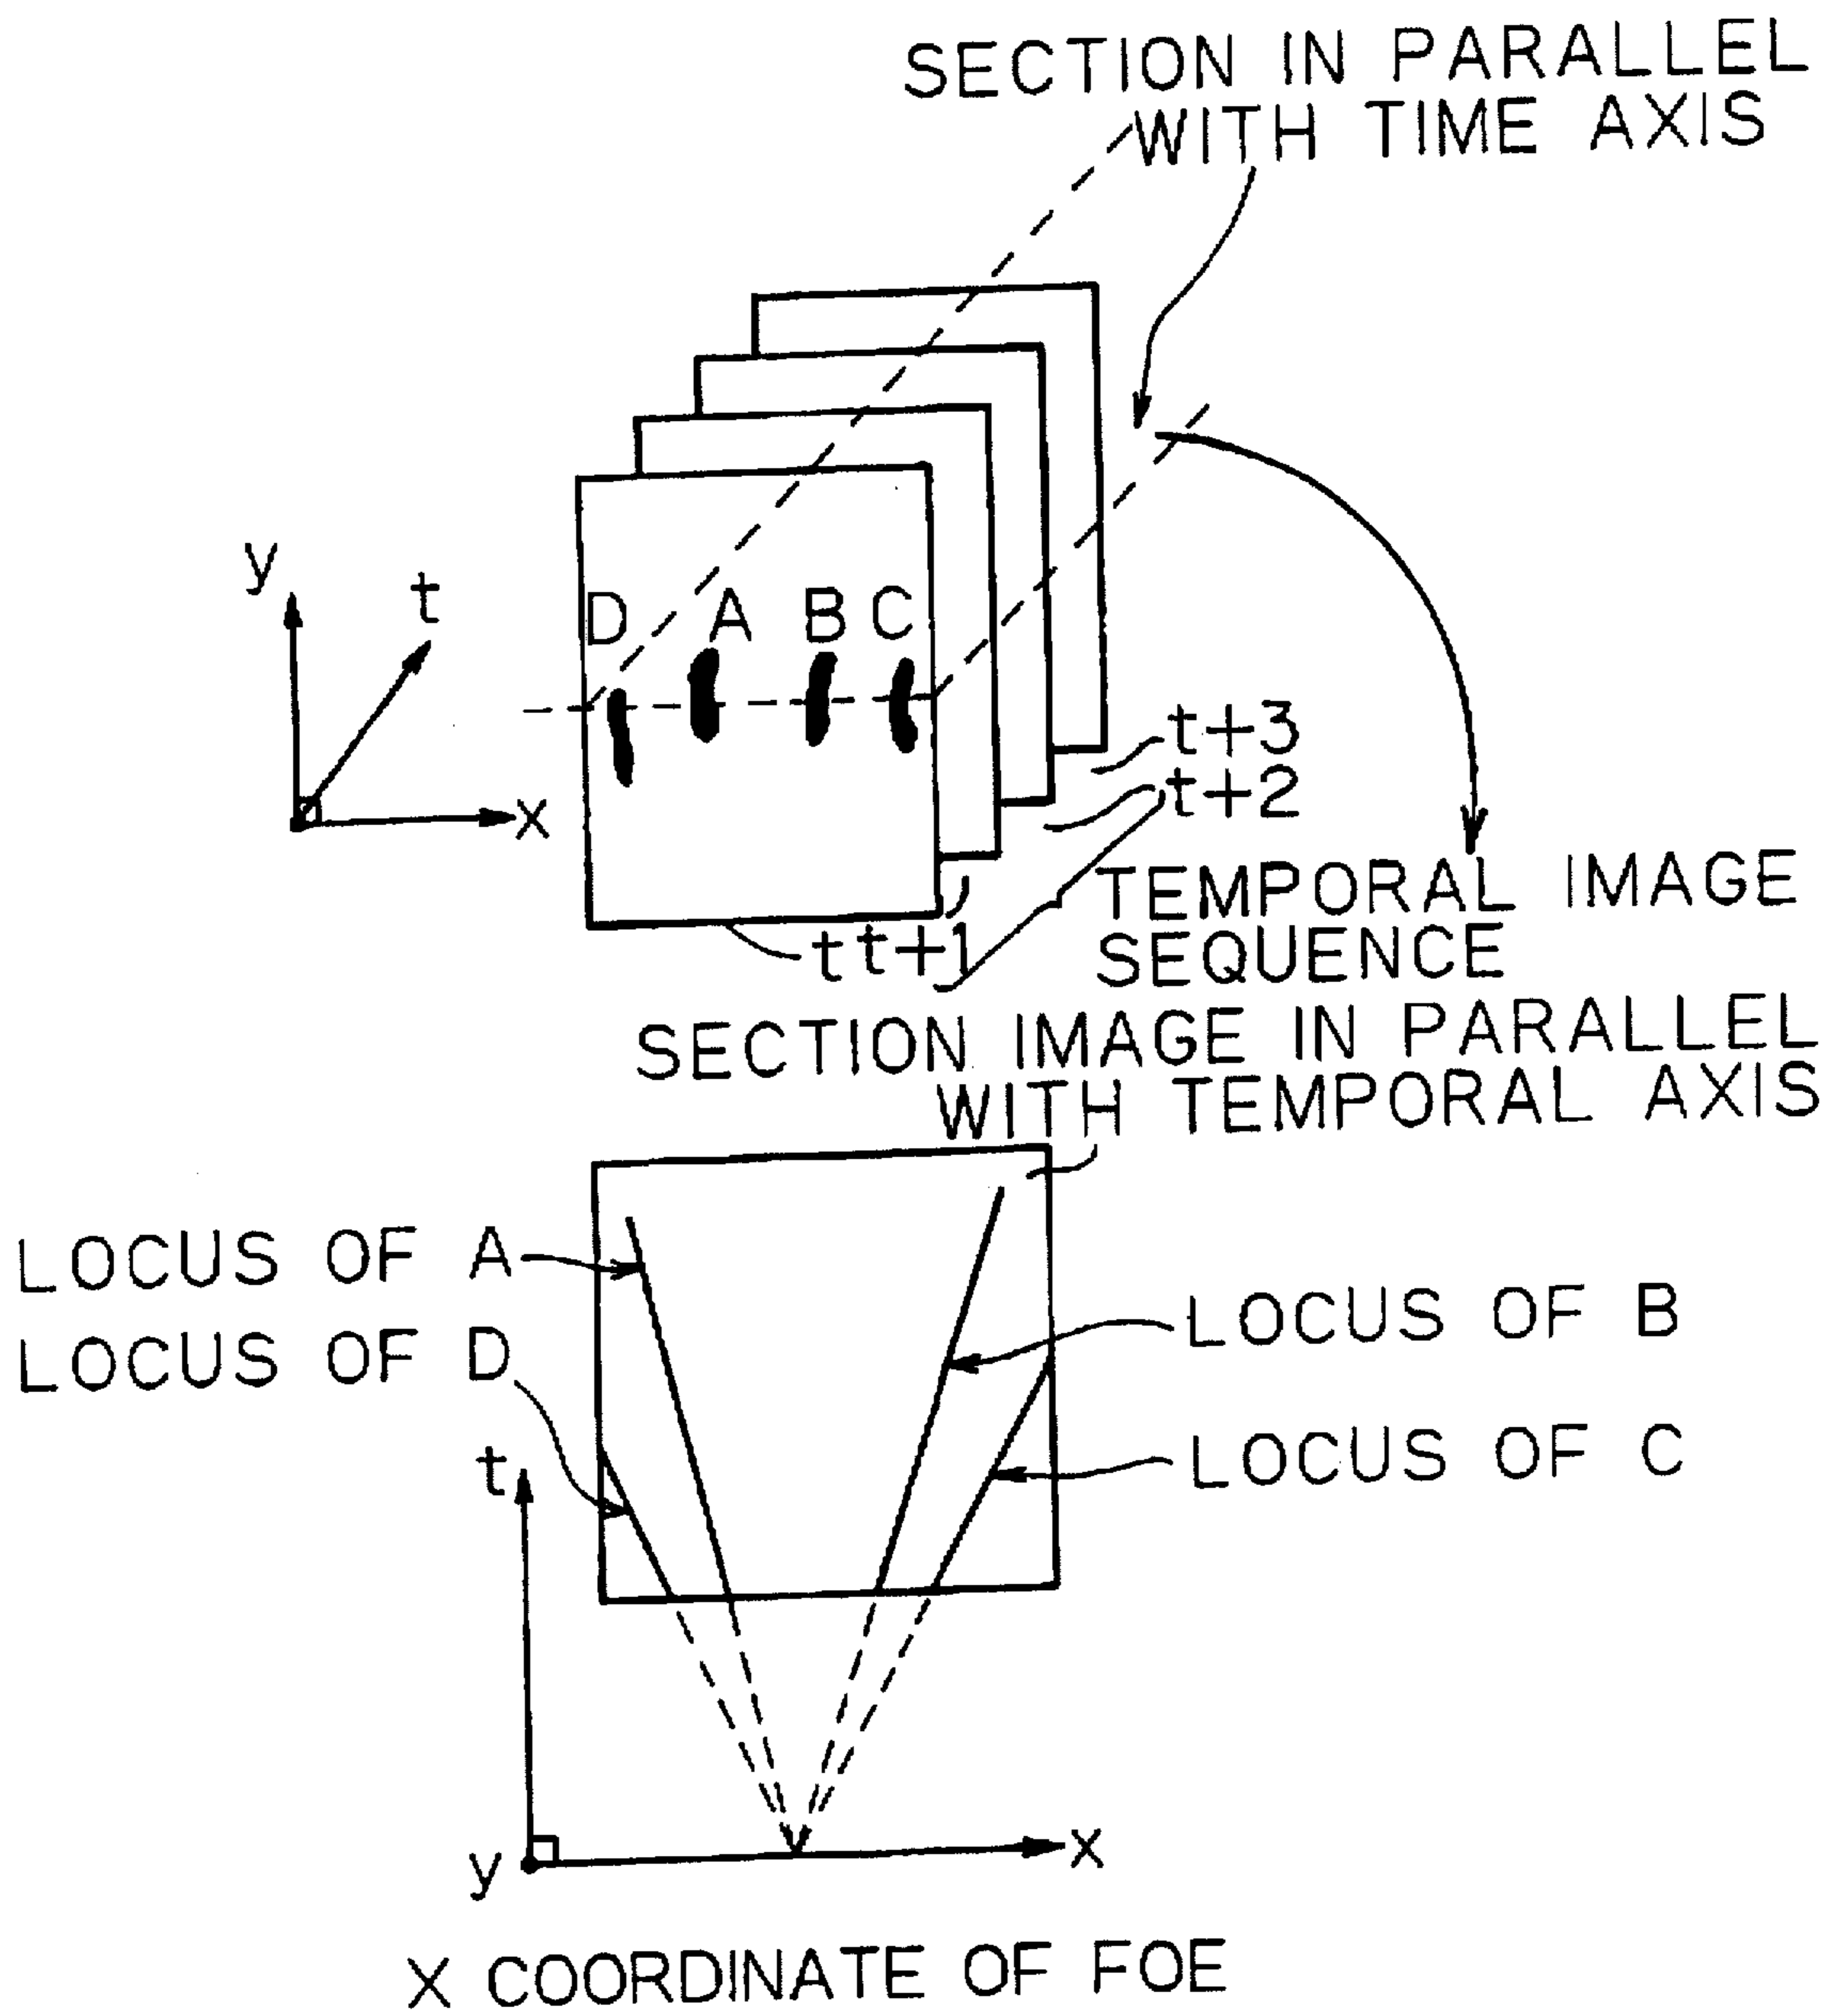 SECTION IN PARALLEL
WITH TIME AXIS
y
t
D A B C
x
t+3
t+2
t t+1
TEMPORAL IMAGE
SEQUENCE
SECTION IMAGE IN PARALLEL
WITH TEMPORAL AXIS
LOCUS OF A
LOCUS OF B
LOCUS OF D
LOCUS OF C
t
x
y
X COORDINATE OF FOE